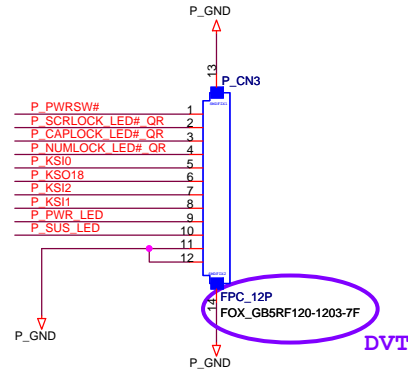 P_GND
13
P_CN3
P_PWRSW# 1
P_SCRLOCK_LED#_QR 2
P_CAPLOCK_LED#_QR 3
P_NUMLOCK_LED#_QR 4
P_KSI0 5
P_KSO18 6
P_KSI2 7
P_KSI1 8
P_PWR_LED 9
P_SUS_LED 10
11
12
14
FPC_12P
FOX_GB5RF120-1203-7F
P_GND
DVT
P_GND